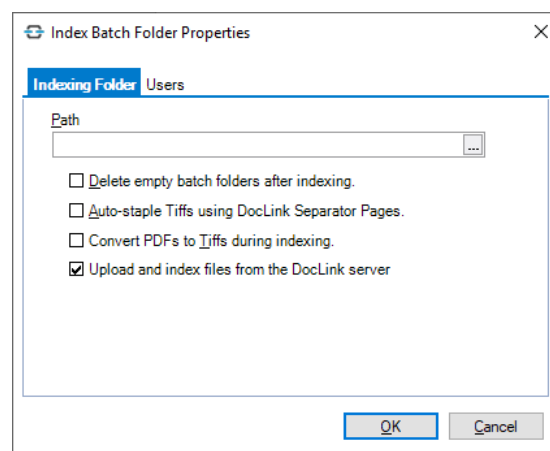 Index Batch Folder Properties
Indexing Folder Users
Path
...
Delete empty batch folders after indexing.
Auto-staple Tiffs using DocLink Separator Pages.
Convert PDFs to Tiffs during indexing.
Upload and index files from the DocLink server
OK Cancel